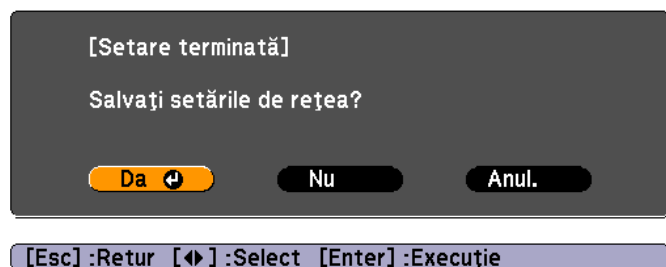 [Setare terminată]
Salvaţi setările de reţea?
Da Nu Anul.
[Esc] :Retur [◆] :Select [Enter] :Execuţie